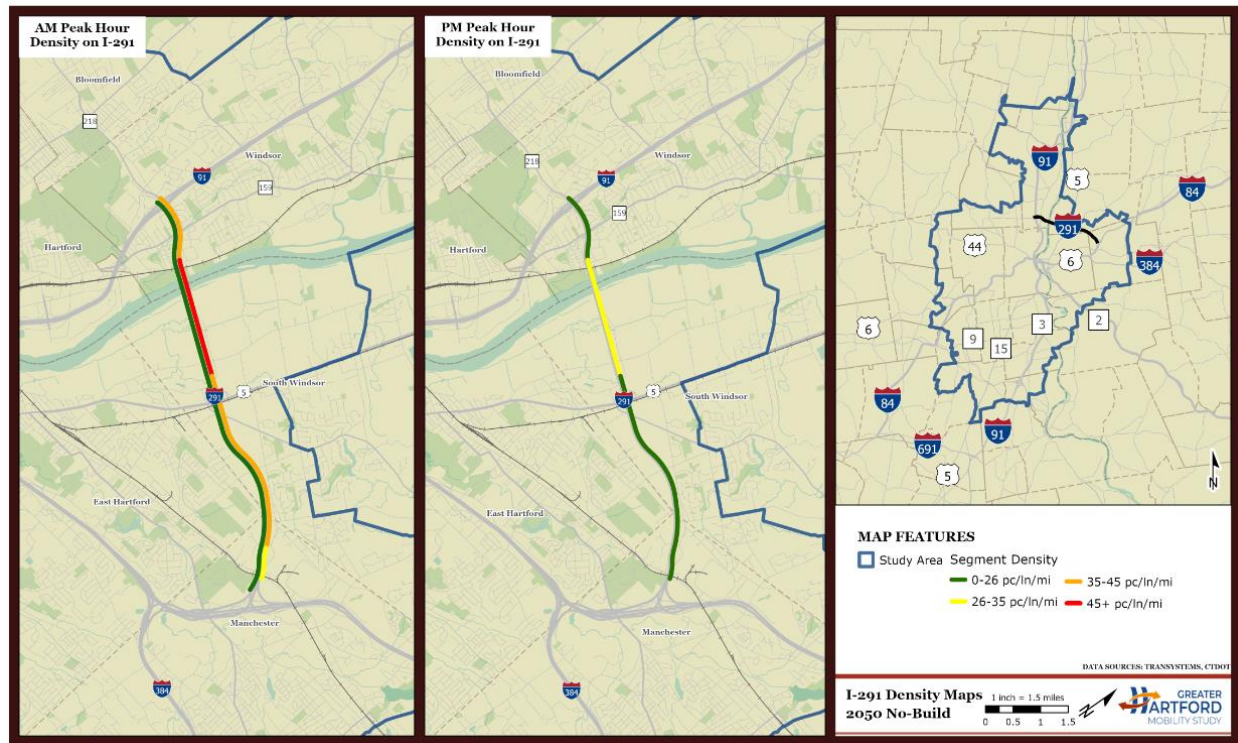 AM Peak Hour
Density on I-291
Bloomfield
218
Windsor
91
159
Hartford
5
South Windsor
291
East Hartford
Manchester
384
PM Peak Hour
Density on I-291
Bloomfield
218
Windsor
91
159
Hartford
5
291
South Windsor
East Hartford
Manchester
384
91
5
84
291
44
6
384
6
9
15
3
2
84
91
691
5
N
MAP FEATURES
Study Area
Segment Density
0-26 pc/ln/mi
35-45 pc/ln/mi
26-35 pc/ln/mi
45+ pc/ln/mi
DATA SOURCES: TRANSYSTEMS, CTDOT
I-291 Density Maps
2050 No-Build
1 inch = 1.5 miles
0 0.5 1 1.5
N
GREATER
HARTFORD
MOBILITY STUDY